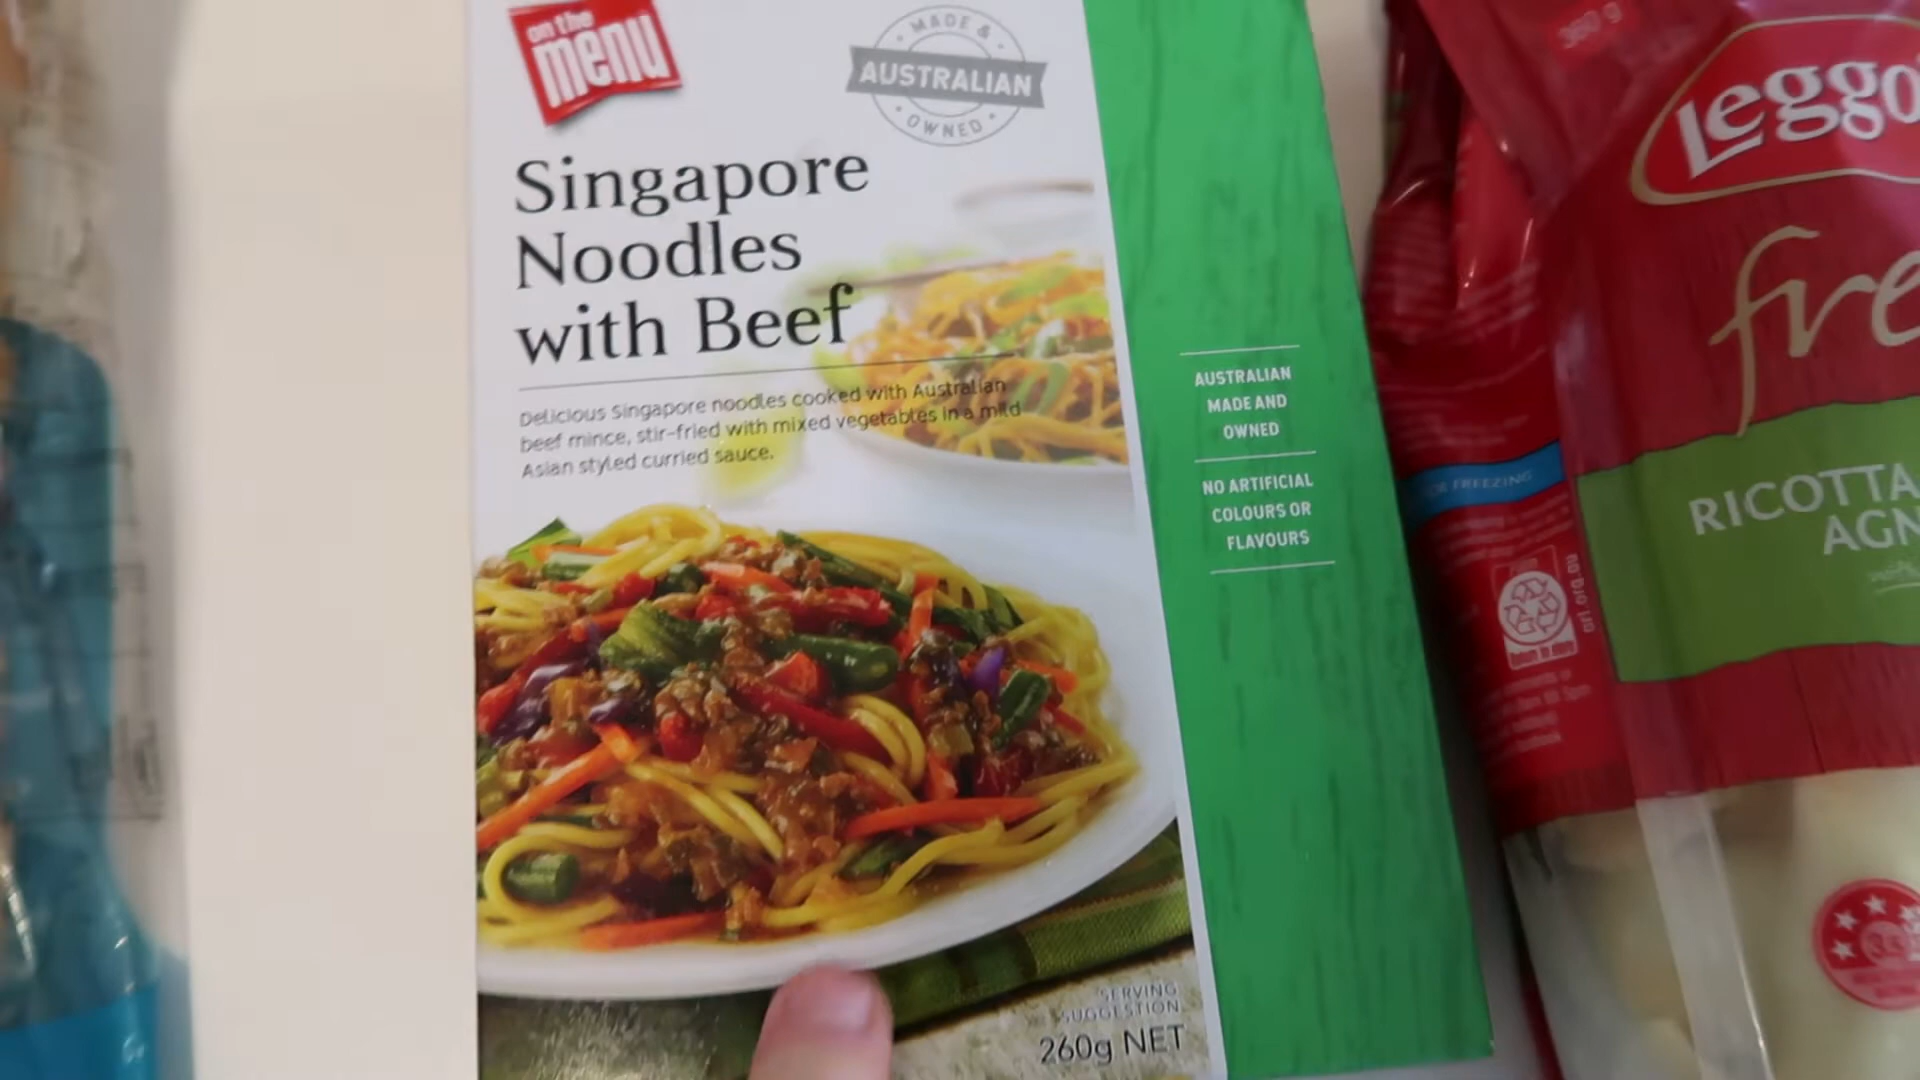 on the
menu
MADE &
AUSTRALIAN
OWNED
Singapore
Noodles
with Beef
Delicious Singapore noodles cooked with Australian
beef mince, stir-fried with mixed vegetables in a mild
Asian styled curried sauce.
SERVING
SUGGESTION
260g NET
AUSTRALIAN
MADE AND
OWNED
NO ARTIFICIAL
COLOURS OR
FLAVOURS
360 g
Leggo'
fre
FREEZING
RICOTTA
AGN